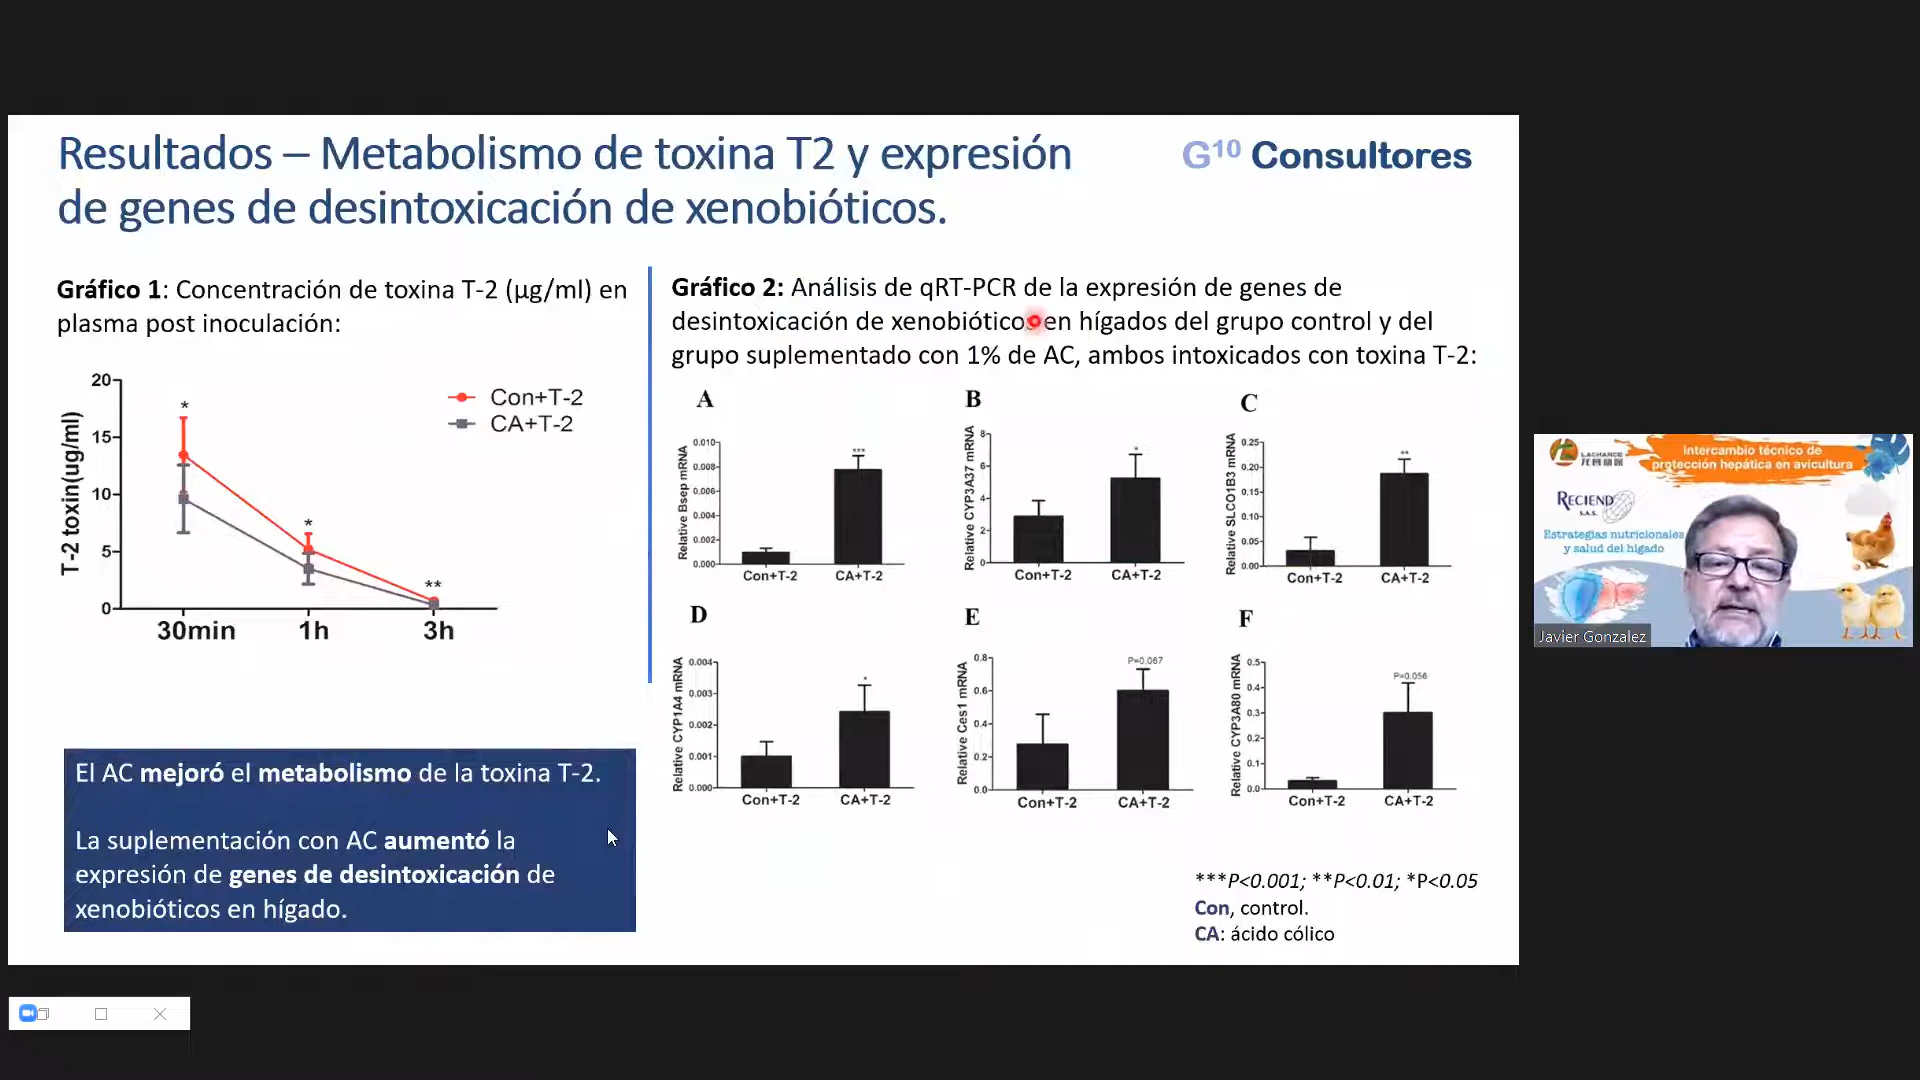 Resultados – Metabolismo de toxina T2 y expresión
de genes de desintoxicación de xenobióticos.
G10 Consultores
Gráfico 1: Concentración de toxina T-2 (µg/ml) en
plasma post inoculación:
20
15
10
5
0
T-2 toxin(ug/ml)
*
*
**
Con+T-2
CA+T-2
30min 1h 3h
El AC mejoró el metabolismo de la toxina T-2.
La suplementación con AC aumentó la
expresión de genes de desintoxicación de
xenobióticos en hígado.
Gráfico 2: Análisis de qRT-PCR de la expresión de genes de
desintoxicación de xenobióticos en hígados del grupo control y del
grupo suplementado con 1% de AC, ambos intoxicados con toxina T-2:
A
Relative Bsep mRNA
0.010
0.008
0.006
0.004
0.002
0.000
***
Con+T-2 CA+T-2
B
Relative CYP3A37 mRNA
8
6
4
2
0
*
Con+T-2 CA+T-2
C
Relative SLCO1B3 mRNA
0.25
0.20
0.15
0.10
0.05
0.00
**
Con+T-2 CA+T-2
D
Relative CYP1A4 mRNA
0.004
0.003
0.002
0.001
0.000
*
Con+T-2 CA+T-2
E
Relative Ces1 mRNA
0.8
0.6
0.4
0.2
0.0
P=0.067
Con+T-2 CA+T-2
F
Relative CYP3A80 mRNA
0.5
0.4
0.3
0.2
0.1
0.0
P=0.056
Con+T-2 CA+T-2
***P<0.001; **P<0.01; *P<0.05
Con, control.
CA: ácido cólico
LACHANCE
Intercambio técnico de
protección hepática en avicultura
RECIEND
S.A.S.
Estrategias nutricionales
y salud del hígado
Javier Gonzalez